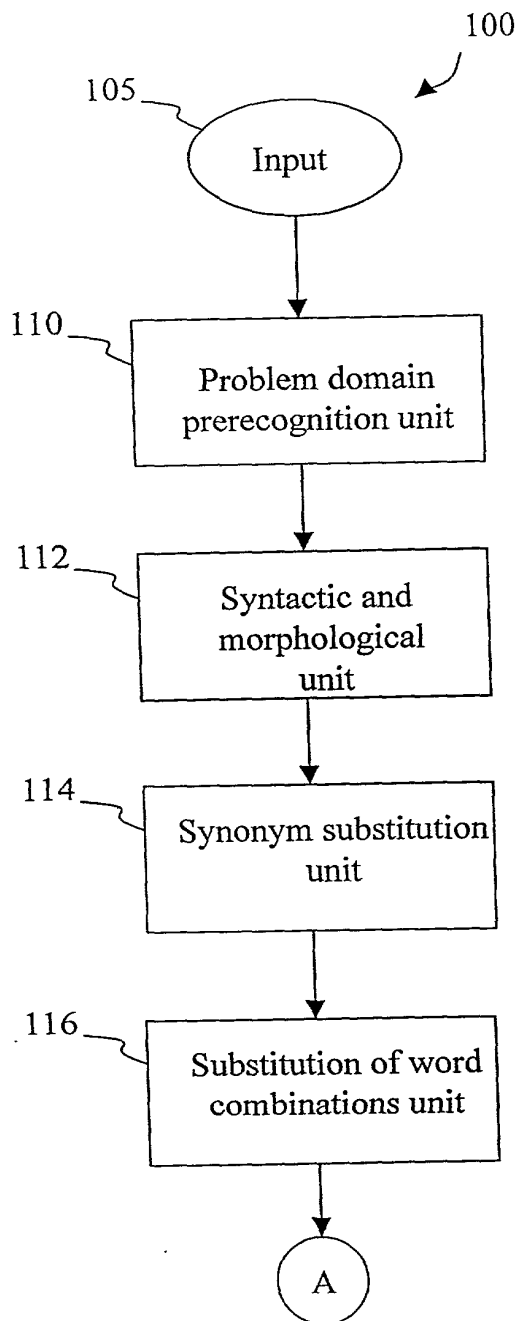 100
105
Input
110
Problem domain
prerecognition unit
112
Syntactic and
morphological
unit
114
Synonym substitution
unit
116
Substitution of word
combinations unit
A